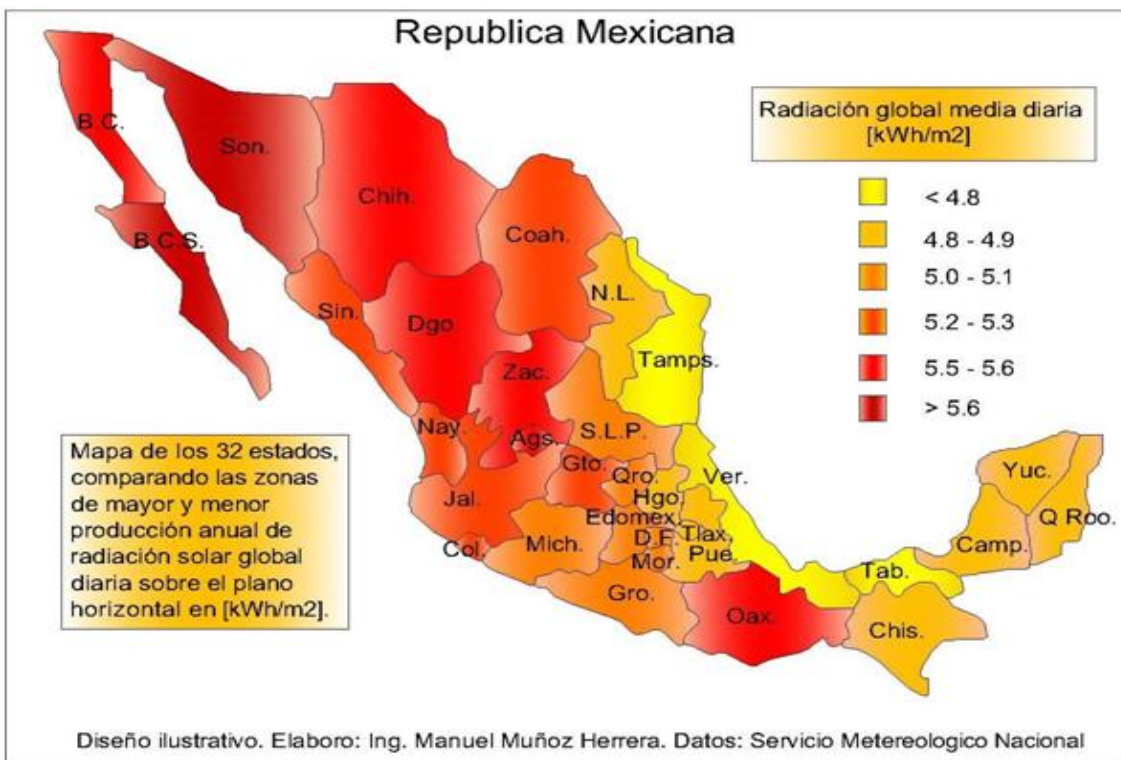 Republica Mexicana
Radiación global media diaria
[kWh/m2]
< 4.8
4.8 - 4.9
5.0 - 5.1
5.2 - 5.3
5.5 - 5.6
> 5.6
B.C.
Son.
Chih.
B.C.S.
Coah.
N.L.
Sin.
Dgo.
Tamps.
Zac.
Nay.
Ags.
S.L.P.
Gto.
Qro.
Ver.
Yuc.
Jal.
Hgo.
Q Roo.
Edomex.
Col.
Mich.
D.F.
Tlax.
Camp.
Mor.
Pue.
Tab.
Gro.
Oax.
Chis.
Mapa de los 32 estados,
comparando las zonas
de mayor y menor
producción anual de
radiación solar global
diaria sobre el plano
horizontal en [kWh/m2].
Diseño ilustrativo. Elaboro: Ing. Manuel Muñoz Herrera. Datos: Servicio Metereologico Nacional